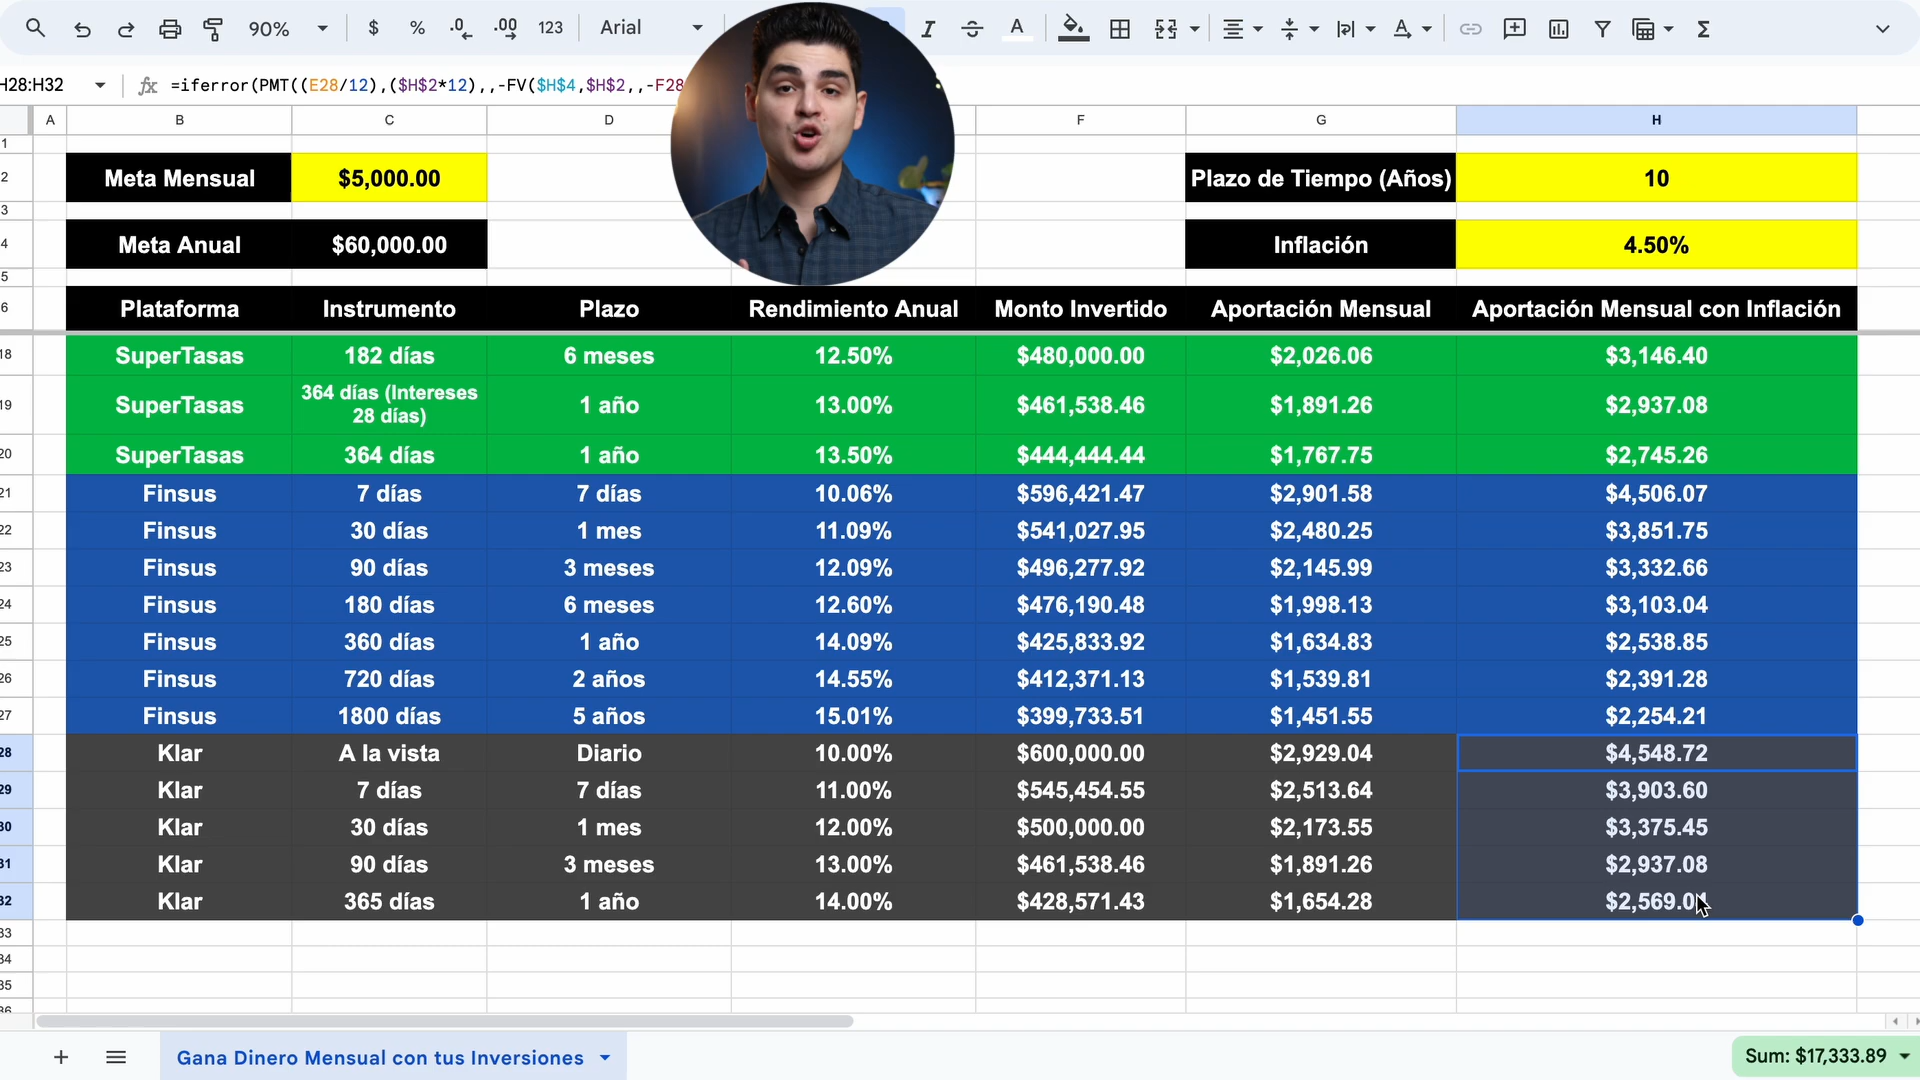 90%
$
%
.0
.00
123
Arial
H28:H32
fx
=iferror(PMT((E28/12),($H$2*12),,-FV($H$4,$H$2,,-F28
A B C D F G H
1
2 Meta Mensual $5,000.00 Plazo de Tiempo (Años) 10
3
4 Meta Anual $60,000.00 Inflación 4.50%
5
6 Plataforma Instrumento Plazo Rendimiento Anual Monto Invertido Aportación Mensual Aportación Mensual con Inflación
18 SuperTasas 182 días 6 meses 12.50% $480,000.00 $2,026.06 $3,146.40
19 SuperTasas 364 días (Intereses 28 días) 1 año 13.00% $461,538.46 $1,891.26 $2,937.08
20 SuperTasas 364 días 1 año 13.50% $444,444.44 $1,767.75 $2,745.26
21 Finsus 7 días 7 días 10.06% $596,421.47 $2,901.58 $4,506.07
22 Finsus 30 días 1 mes 11.09% $541,027.95 $2,480.25 $3,851.75
23 Finsus 90 días 3 meses 12.09% $496,277.92 $2,145.99 $3,332.66
24 Finsus 180 días 6 meses 12.60% $476,190.48 $1,998.13 $3,103.04
25 Finsus 360 días 1 año 14.09% $425,833.92 $1,634.83 $2,538.85
26 Finsus 720 días 2 años 14.55% $412,371.13 $1,539.81 $2,391.28
27 Finsus 1800 días 5 años 15.01% $399,733.51 $1,451.55 $2,254.21
28 Klar A la vista Diario 10.00% $600,000.00 $2,929.04 $4,548.72
29 Klar 7 días 7 días 11.00% $545,454.55 $2,513.64 $3,903.60
30 Klar 30 días 1 mes 12.00% $500,000.00 $2,173.55 $3,375.45
31 Klar 90 días 3 meses 13.00% $461,538.46 $1,891.26 $2,937.08
32 Klar 365 días 1 año 14.00% $428,571.43 $1,654.28 $2,569.04
33
34
35
36
Gana Dinero Mensual con tus Inversiones
Sum: $17,333.89